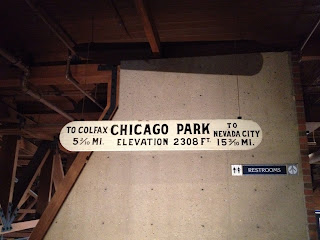 TO COLFAX CHICAGO PARK TO NEVADA CITY
5 3/10 MI. ELEVATION 2308 FT. 15 3/10 MI.
RESTROOMS